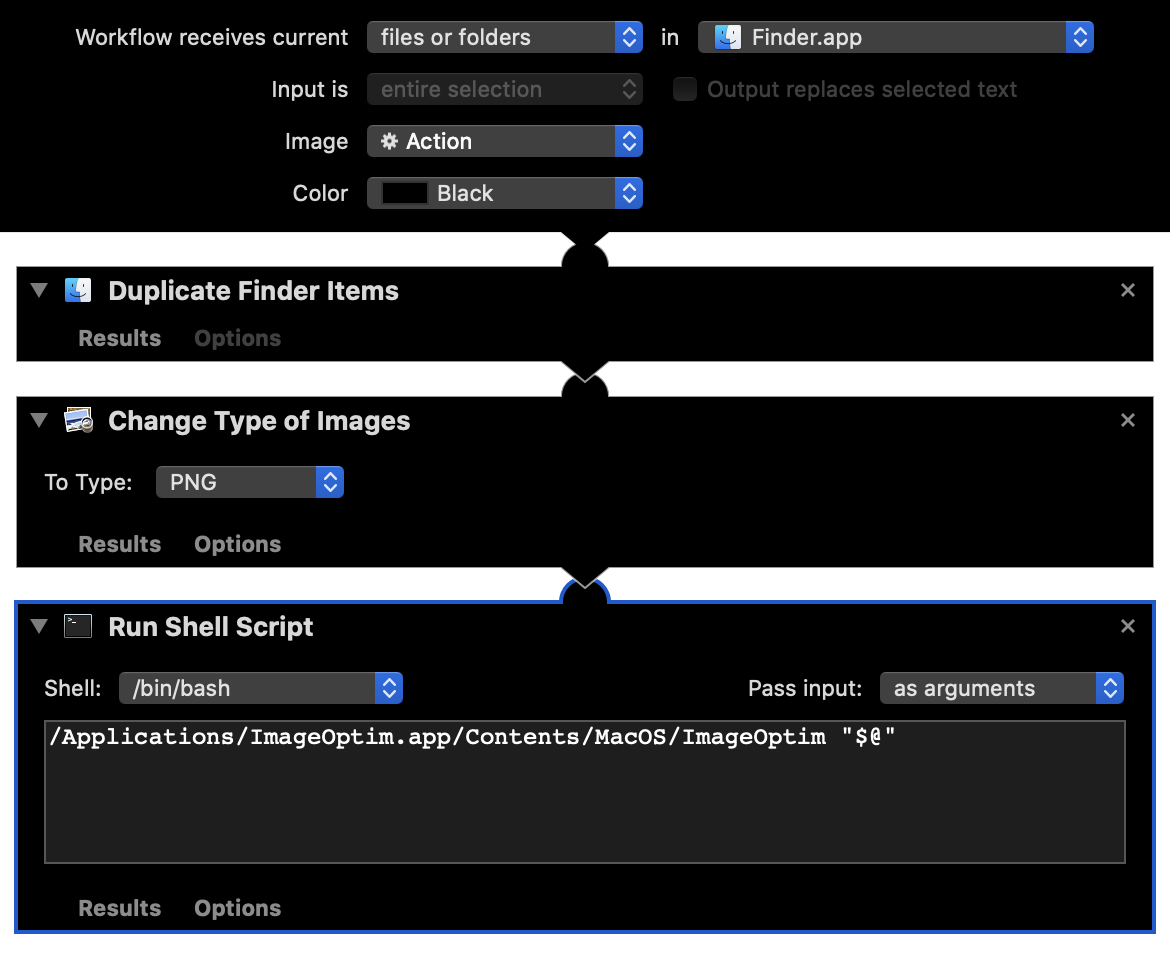 Workflow receives current files or folders in Finder.app
Input is entire selection Output replaces selected text
Image Action
Color Black
Duplicate Finder Items
Results Options
Change Type of Images
To Type: PNG
Results Options
Run Shell Script
Shell: /bin/bash Pass input: as arguments
/Applications/ImageOptim.app/Contents/MacOS/ImageOptim "$@"
Results Options